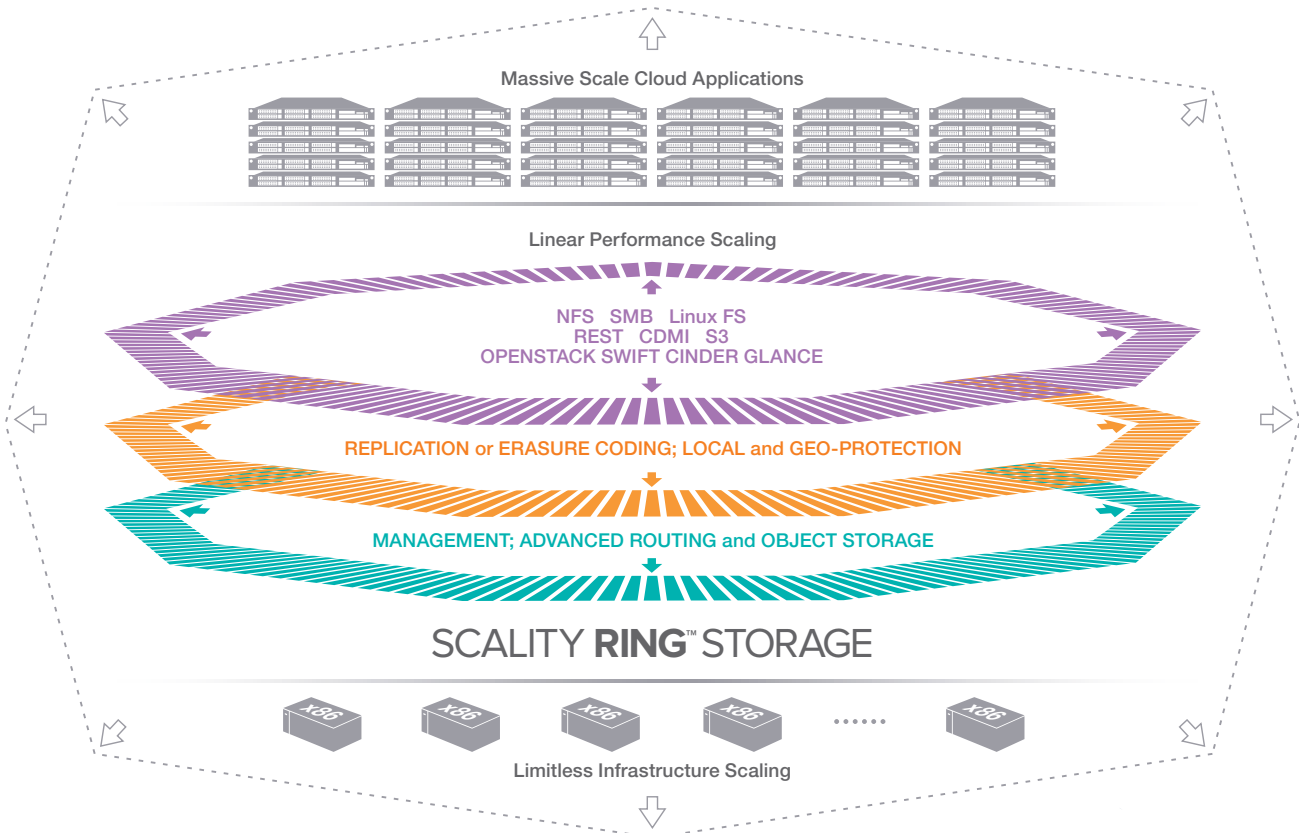 Massive Scale Cloud Applications
Linear Performance Scaling
NFS SMB Linux FS
REST CDMI S3
OPENSTACK SWIFT CINDER GLANCE
REPLICATION or ERASURE CODING; LOCAL and GEO-PROTECTION
MANAGEMENT; ADVANCED ROUTING and OBJECT STORAGE
SCALITY RING™ STORAGE
x86 x86 x86 x86 ...... x86
Limitless Infrastructure Scaling